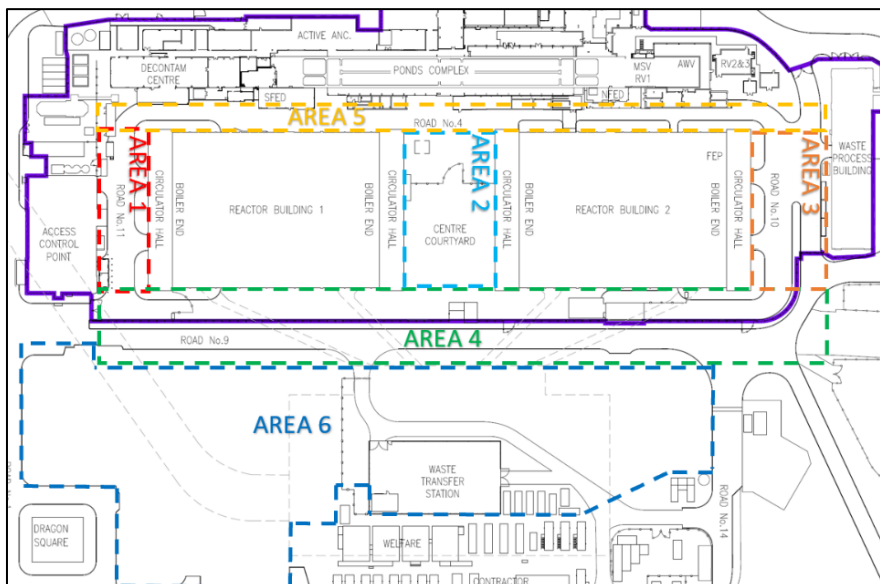 ACTIVE ANC.
DECONTAM
CENTRE
PONDS COMPLEX
MSV
RV1
AWV
RV2&3
SFED
NFED
AREA 5
ROAD No.4
WASTE
PROCESS
BUILDING
AREA 1
ROAD No.11
CIRCULATOR HALL
BOILER END
REACTOR BUILDING 1
BOILER END
CIRCULATOR HALL
AREA 2
CENTRE
COURTYARD
CIRCULATOR HALL
BOILER END
REACTOR BUILDING 2
FEP
CIRCULATOR HALL
AREA 3
ROAD No.10
ACCESS
CONTROL
POINT
ROAD No.9
AREA 4
AREA 6
WASTE
TRANSFER
STATION
ROAD No.14
DRAGON
SQUARE
WELFARE
CONTRACTOR